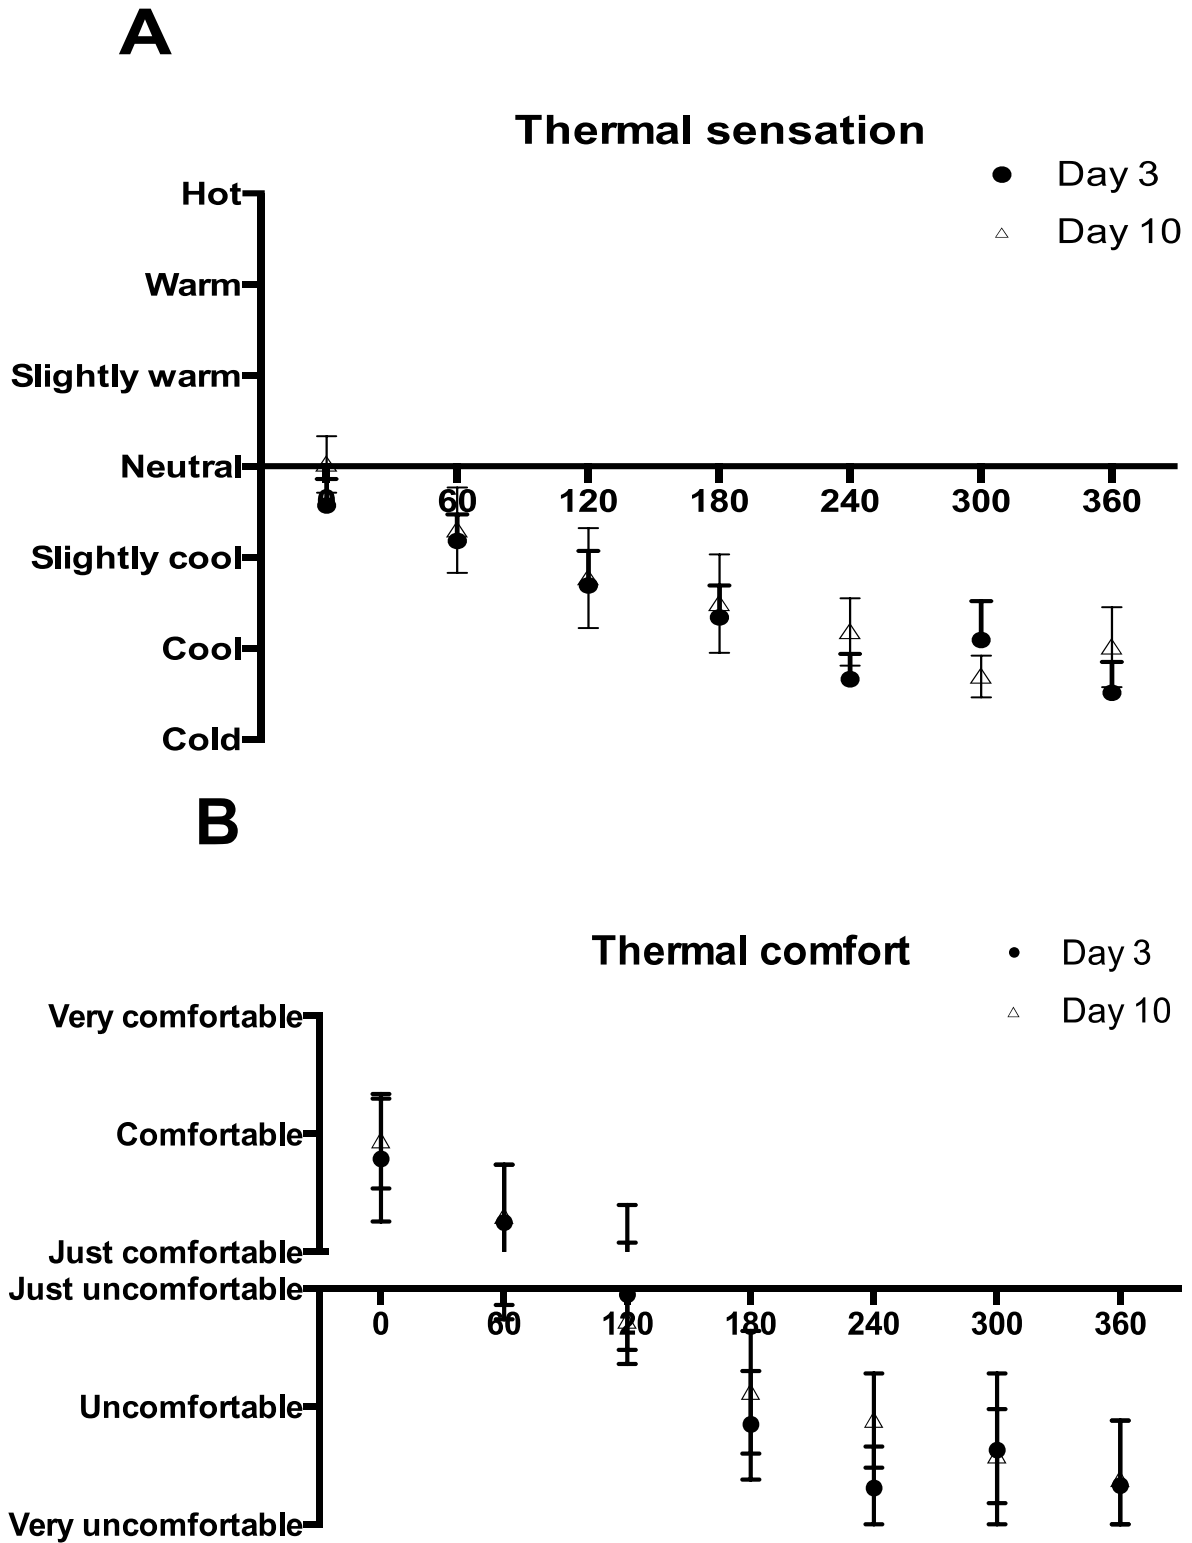 A
Thermal sensation
Day 3
Day 10
Hot
Warm
Slightly warm
Neutral
Slightly cool
Cool
Cold
0 60 120 180 240 300 360
B
Thermal comfort
Day 3
Day 10
Very comfortable
Comfortable
Just comfortable
Just uncomfortable
Uncomfortable
Very uncomfortable
0 60 120 180 240 300 360